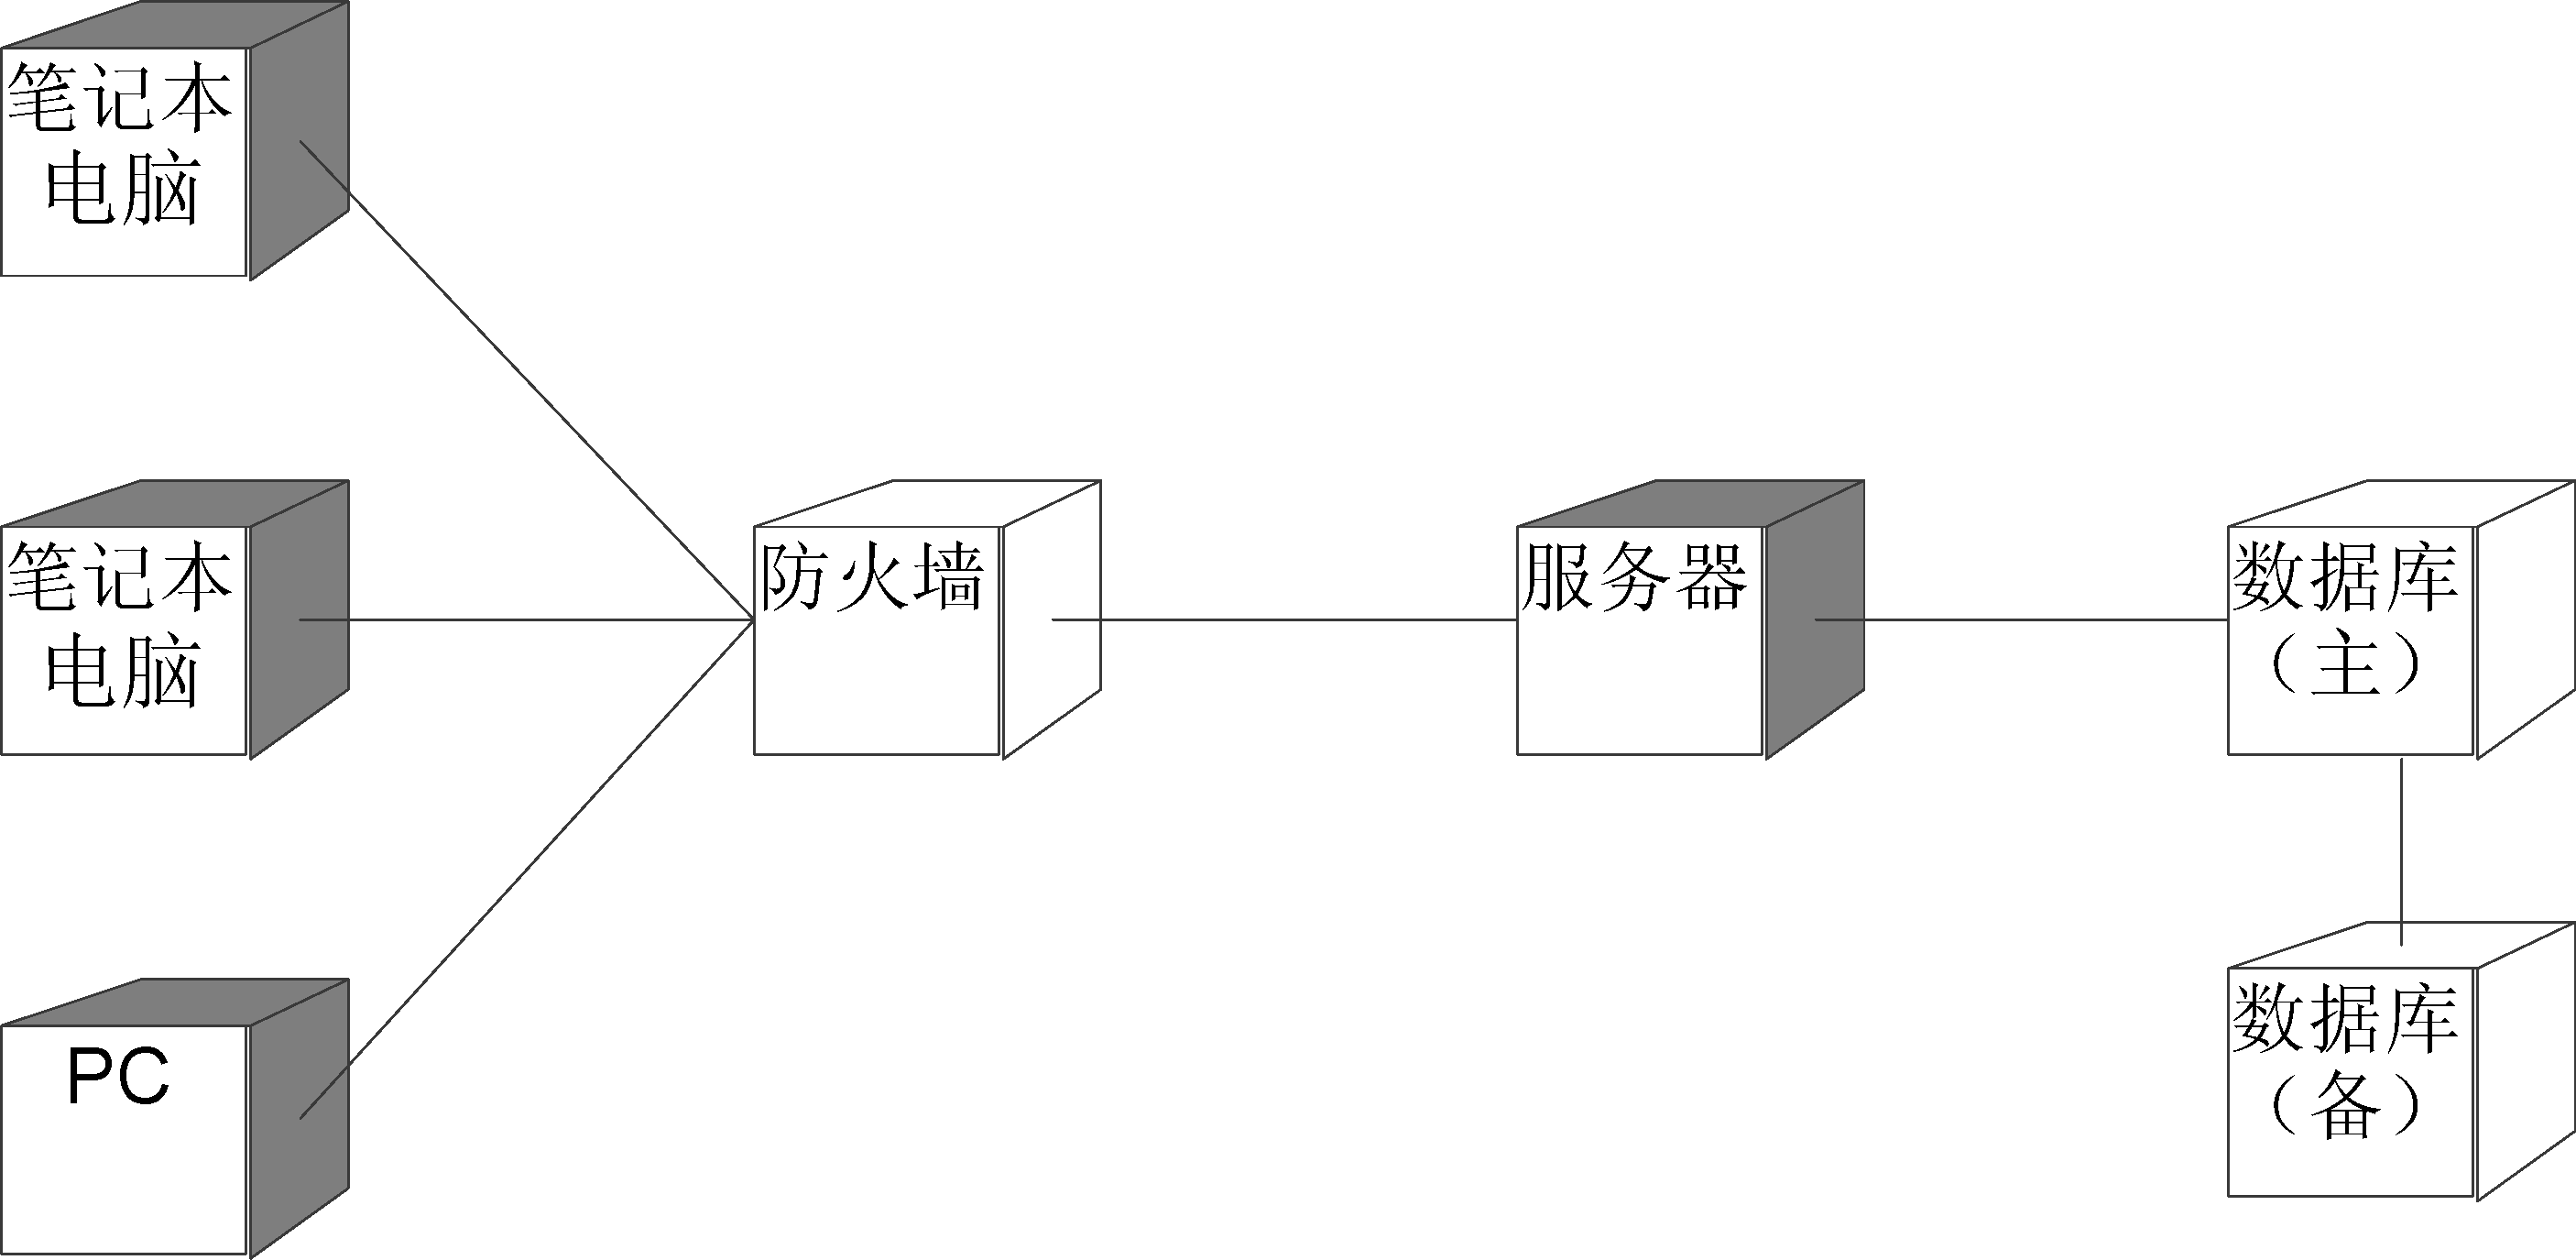 笔记本
电脑
笔记本
电脑
防火墙
服务器
数据库
（主）
PC
数据库
（备）